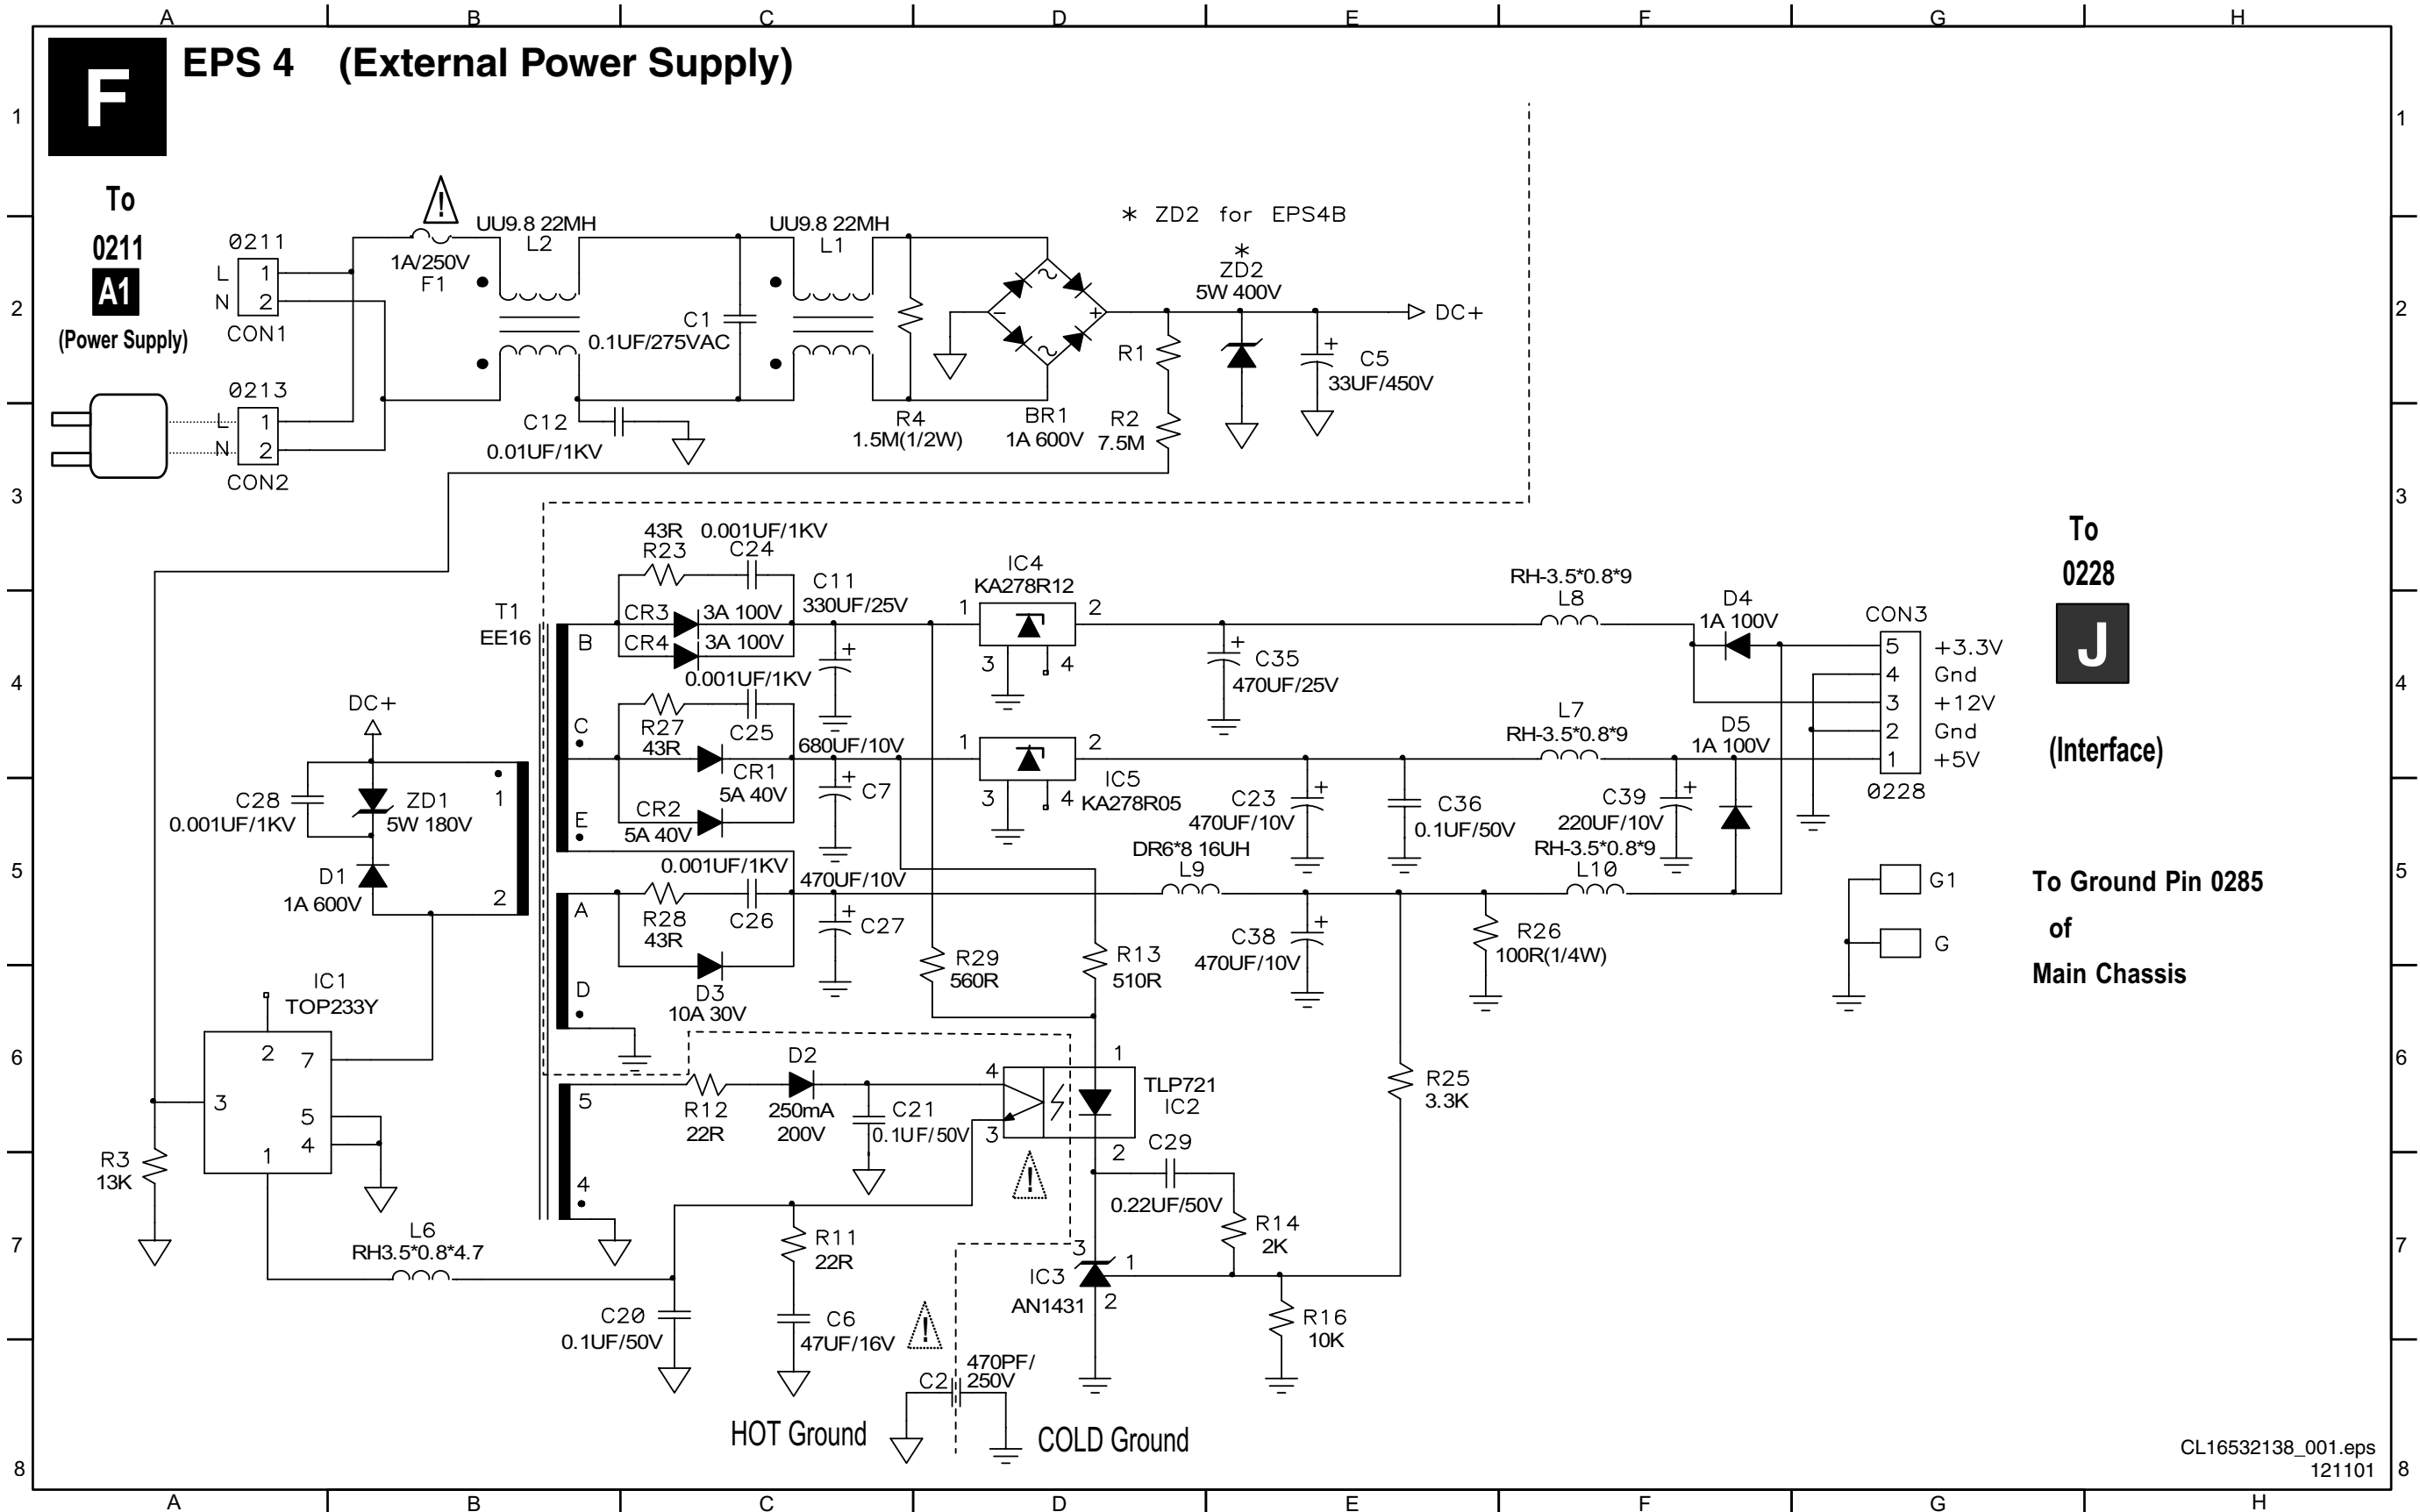 A B C D E F G H
F
EPS 4 (External Power Supply)
1 1
To
0211
A1
(Power Supply)
0211
L 1
N 2
CON1
0213
L 1
N 2
CON2
!
1A/250V
F1
UU9.8 22MH
L2
C1
0.1UF/275VAC
UU9.8 22MH
L1
C12
0.01UF/1KV
R4
1.5M(1/2W)
~
-
+
~
BR1
1A 600V
R1
R2
7.5M
* ZD2 for EPS4B
*
ZD2
5W 400V
DC+
+
C5
33UF/450V
2 2
3 3
43R 0.001UF/1KV
R23 C24
C11
330UF/25V
T1
EE16
B
CR3 3A 100V
CR4 3A 100V
+
0.001UF/1KV
R27 C25
43R
C
680UF/10V
CR1
5A 40V
+
C7
CR2
5A 40V
E
0.001UF/1KV
470UF/10V
A
R28 C26
43R
+
C27
D3
10A 30V
D
IC4
KA278R12
1 2
3 4
1 2
3 4
IC5
KA278R05
+
C35
470UF/25V
RH-3.5*0.8*9
L8
D4
1A 100V
L7
RH-3.5*0.8*9
D5
1A 100V
CON3
5 +3.3V
4 Gnd
3 +12V
2 Gnd
1 +5V
0228
To
0228
J
(Interface)
4 4
DC+
C28
0.001UF/1KV
ZD1
5W 180V
1
D1
1A 600V
2
C23
+
470UF/10V
C36
0.1UF/50V
C39
+
220UF/10V
DR6*8 16UH
L9
RH-3.5*0.8*9
L10
5 5
G1
G
To Ground Pin 0285
of
Main Chassis
R29
560R
R13
510R
C38
+
470UF/10V
R26
100R(1/4W)
IC1
TOP233Y
2 7
3
5
4
1
6 6
R3
13K
5
R12
22R
D2
250mA
200V
C21
0.1UF/50V
4
3
1
TLP721
IC2
2
R25
3.3K
4
!
C29
0.22UF/50V
R14
2K
L6
RH3.5*0.8*4.7
R11
22R
3
1
IC3
2
AN1431
7 7
C20
0.1UF/50V
C6
47UF/16V
!
R16
10K
470PF/
C2 250V
HOT Ground
COLD Ground
CL16532138_001.eps
121101
8 8
A B C D E F G H